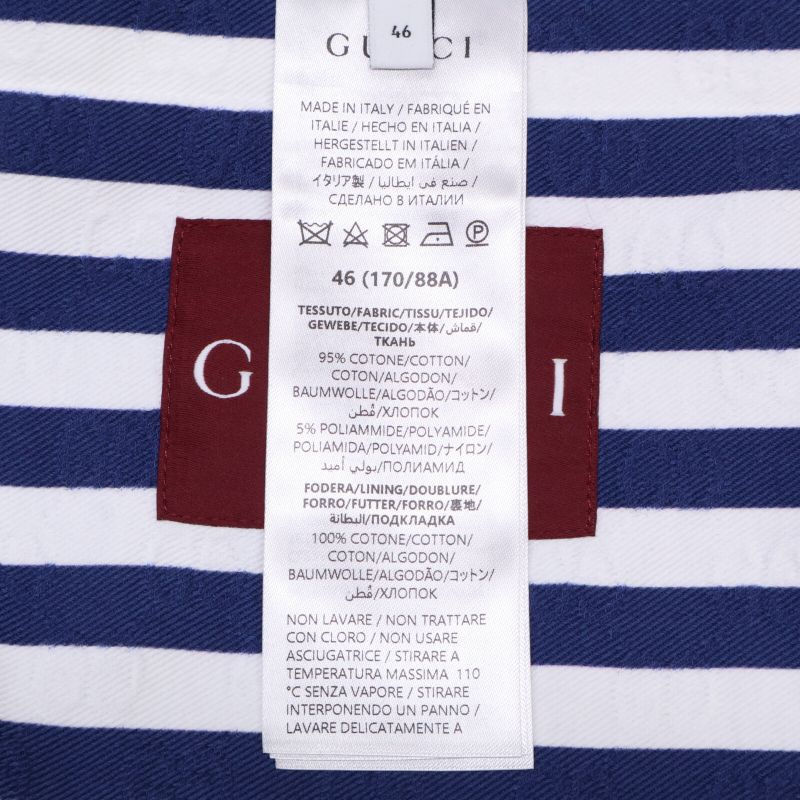 46
GUCCI
MADE IN ITALY / FABRIQUÉ EN
ITALIE / HECHO EN ITALIA /
HERGESTELLT IN ITALIEN /
FABRICADO EM ITÁLIA /
イタリア製 / صنع في ايطاليا /
СДЕЛАНО В ИТАЛИИ
P
46 (170/88A)
TESSUTO/FABRIC/TISSU/TEJIDO/
GEWEBE/TECIDO/本体/قماش/
ТКАНЬ
95% COTONE/COTTON/
COTON/ALGODON/
BAUMWOLLE/ALGODÃO/コットン/
قُطن/ХЛОПОК
5% POLIAMMIDE/POLYAMIDE/
POLIAMIDA/POLYAMID/ナイロン/
بولي أميد/ПОЛИАМИД
FODERA/LINING/DOUBLURE/
FORRO/FUTTER/FORRO/裏地/
البطانة/ПОДКЛАДКА
100% COTONE/COTTON/
COTON/ALGODON/
BAUMWOLLE/ALGODÃO/コットン/
قُطن/ХЛОПОК
NON LAVARE / NON TRATTARE
CON CLORO / NON USARE
ASCIUGATRICE / STIRARE A
TEMPERATURA MASSIMA 110
°C SENZA VAPORE / STIRARE
INTERPONENDO UN PANNO /
LAVARE DELICATAMENTE A
G I